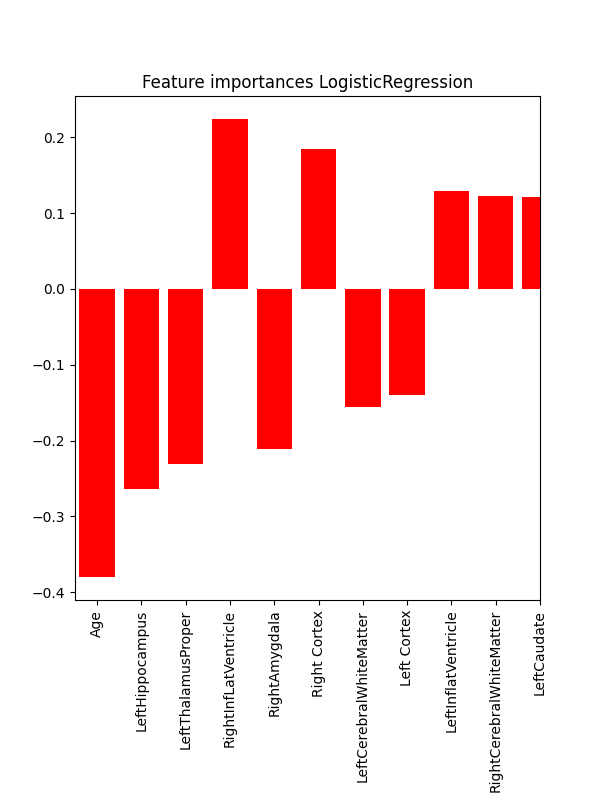 Feature importances LogisticRegression
0.2
0.1
0.0
−0.1
−0.2
−0.3
−0.4
Age
LeftHippocampus
LeftThalamusProper
RightInfLatVentricle
RightAmygdala
Right Cortex
LeftCerebralWhiteMatter
Left Cortex
LeftInflatVentricle
RightCerebralWhiteMatter
LeftCaudate